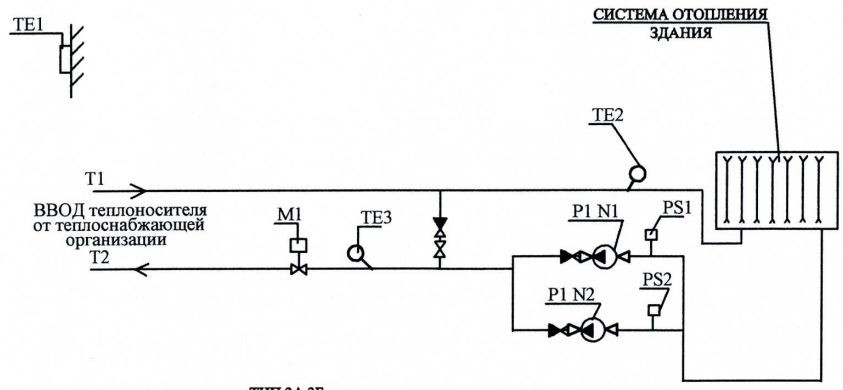 TE1
СИСТЕМА ОТОПЛЕНИЯ
ЗДАНИЯ
TE2
T1
ВВОД теплоносителя
от теплоснабжающей
организации
T2
M1
TE3
P1 N1
PS1
P1 N2
PS2